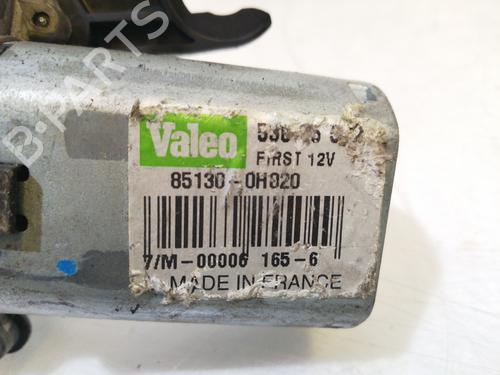 B-PARTS
Valeo
FIRST 12V
85130-0H020
7/M-00006 165-6
MADE IN FRANCE